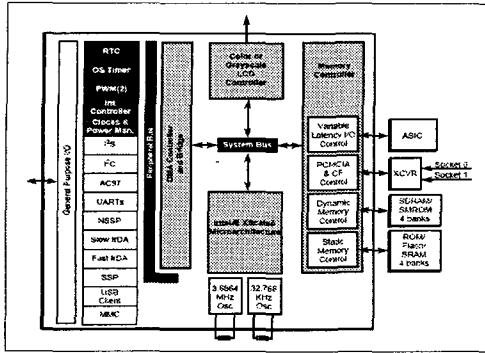 RTC
OS Timer
PWM(2)
Int.
Controller
Clocks &
Power Man.
I²S
I²C
AC97
UARTs
NSSP
Slow IrDA
Fast IrDA
SSP
USB
Client
MMC
General Purpose I/O
Peripheral Bus
DMA Controller
and Bridge
Color or
Grayscale
LCD
Controller
System Bus
Microarchitecture
3.6864
MHz
Osc
32.768
KHz
Osc
Memory
Controller
Variable
Latency I/O
Control
PCMCIA
& CF
Control
Dynamic
Memory
Control
Static
Memory
Control
ASIC
XCVR
Socket 0
Socket 1
SDRAM/
SMROM
4 banks
ROM/
Flash/
SRAM
4 banks